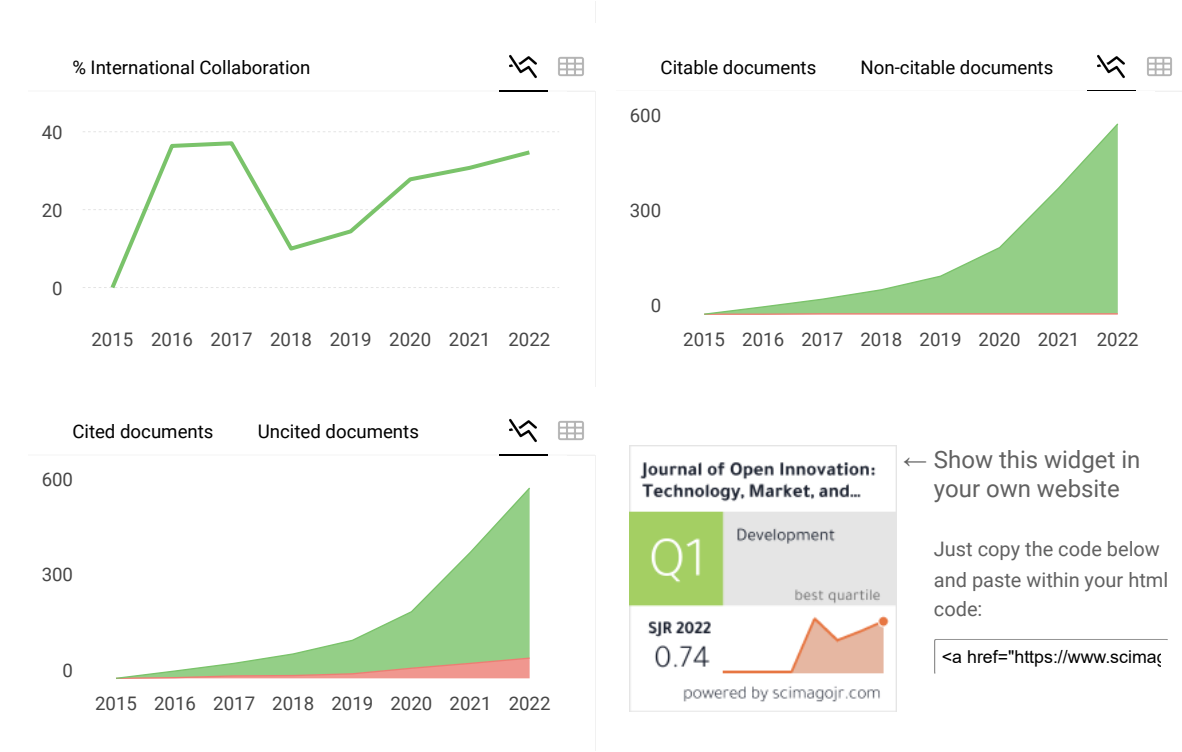 % International Collaboration
40
20
0
2015 2016 2017 2018 2019 2020 2021 2022
Citable documents Non-citable documents
600
300
0
2015 2016 2017 2018 2019 2020 2021 2022
Cited documents Uncited documents
600
300
0
2015 2016 2017 2018 2019 2020 2021 2022
Journal of Open Innovation:
Technology, Market, and...
Q1
Development
best quartile
SJR 2022
0.74
powered by scimagojr.com
← Show this widget in
your own website
Just copy the code below
and paste within your html
code:
<a href="https://www.scimag